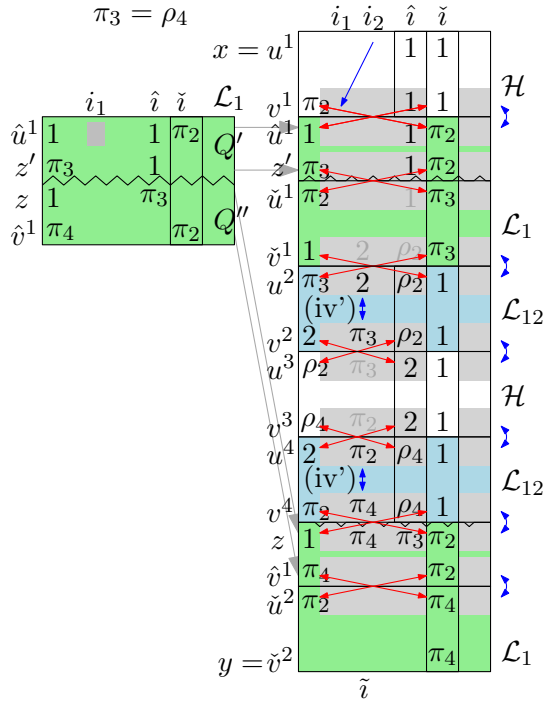 π₃ = ρ₄
i₁ i₂ î ǐ
x = u¹ 1 1
v¹ π₂ 1 1 ℋ
i₁ î ǐ ℒ₁
û¹ 1 1 π₂ Q′
z′ π₃ 1
z 1 π₃ Q″
v̂¹ π₄ π₂
û¹ 1 1 π₂
z′ π₃ 1 π₂
ǔ¹ π₂ 1 π₃
ℒ₁
v̌¹ 1 2 ρ₂ π₃
u² π₃ 2 ρ₂ 1
(iv') ℒ₁₂
v² 2 π₃ ρ₂ 1
u³ ρ₂ π₃ 2 1
ℋ
v³ ρ₄ π₂ 2 1
u⁴ 2 π₂ ρ₄ 1
(iv') ℒ₁₂
v⁴ π₂ π₄ ρ₄ 1
z 1 π₄ π₃ π₂
v̂¹ π₄ π₂
ǔ² π₂ π₄
y = v̌² π₄ ℒ₁
ĩ